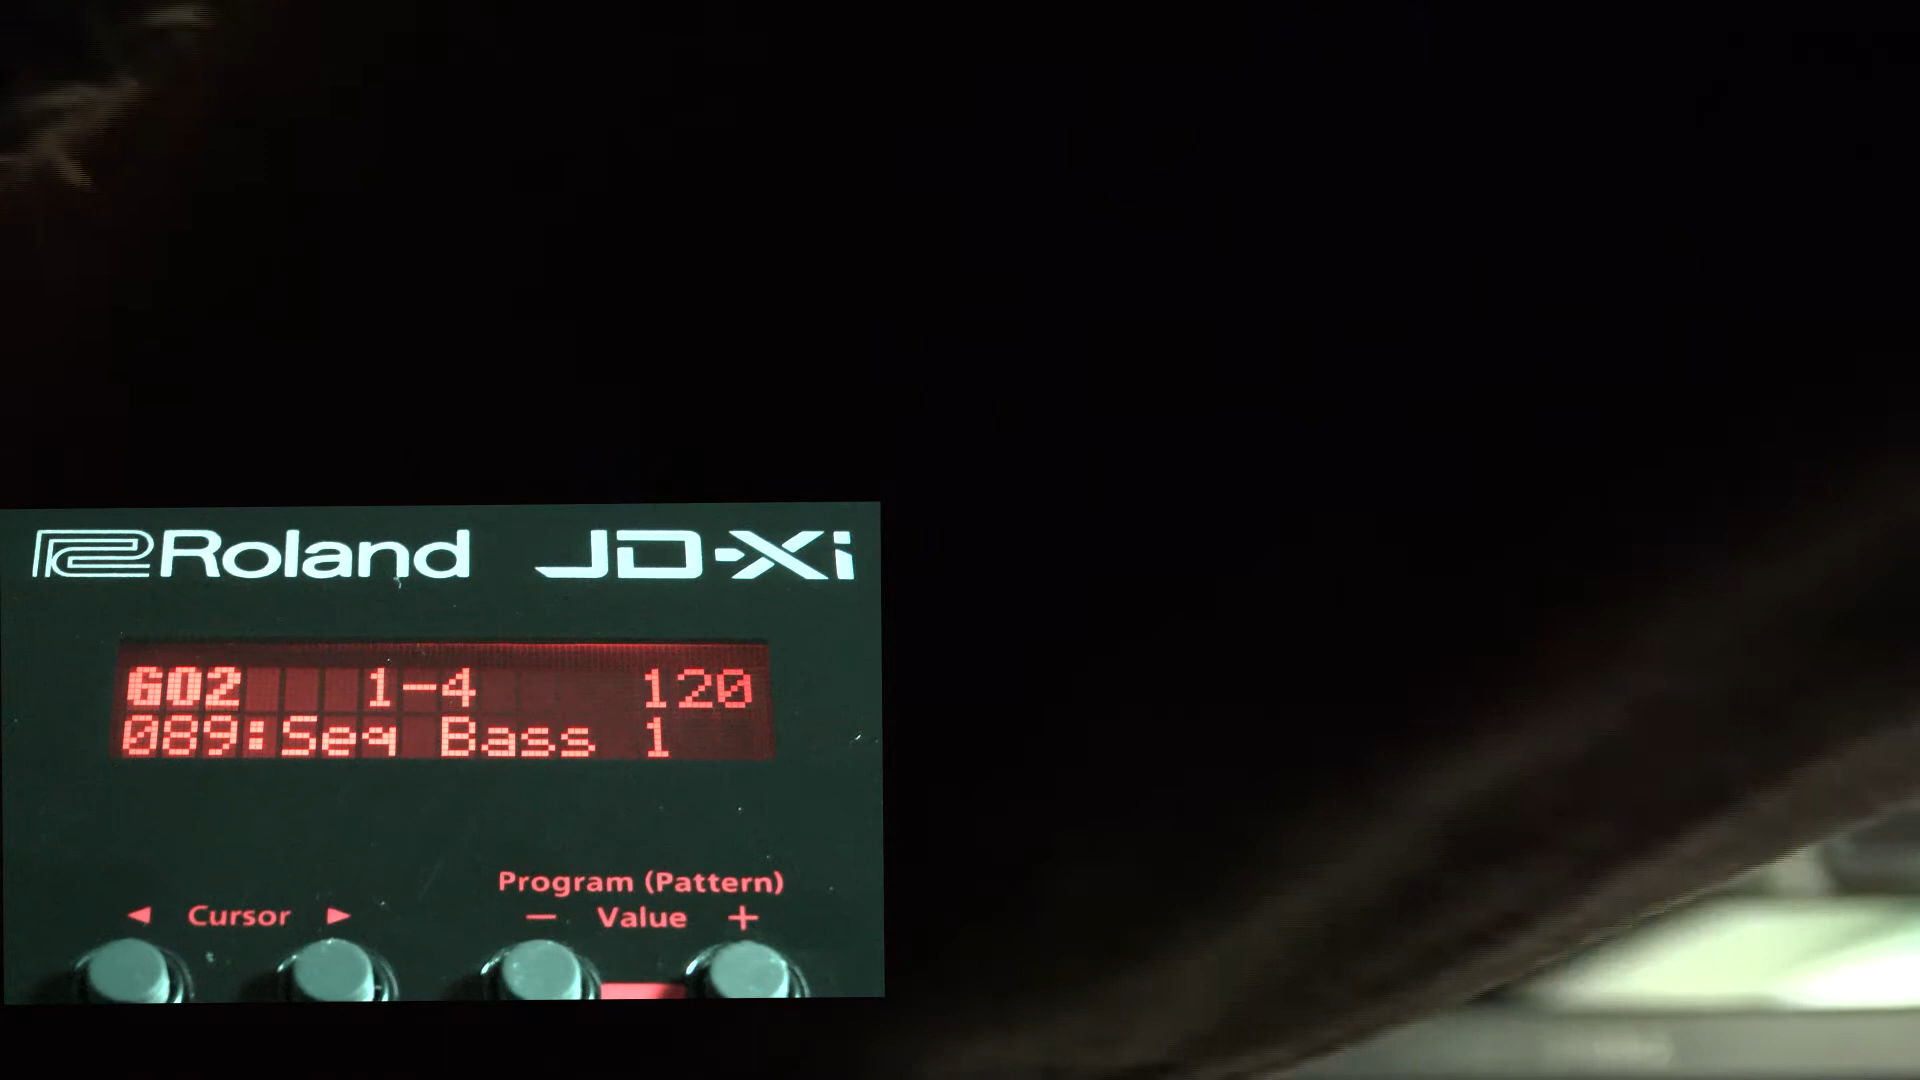 Roland JD-Xi
G02 1-4 120
089:Seq Bass 1
Program (Pattern)
◀ Cursor ▶ − Value +